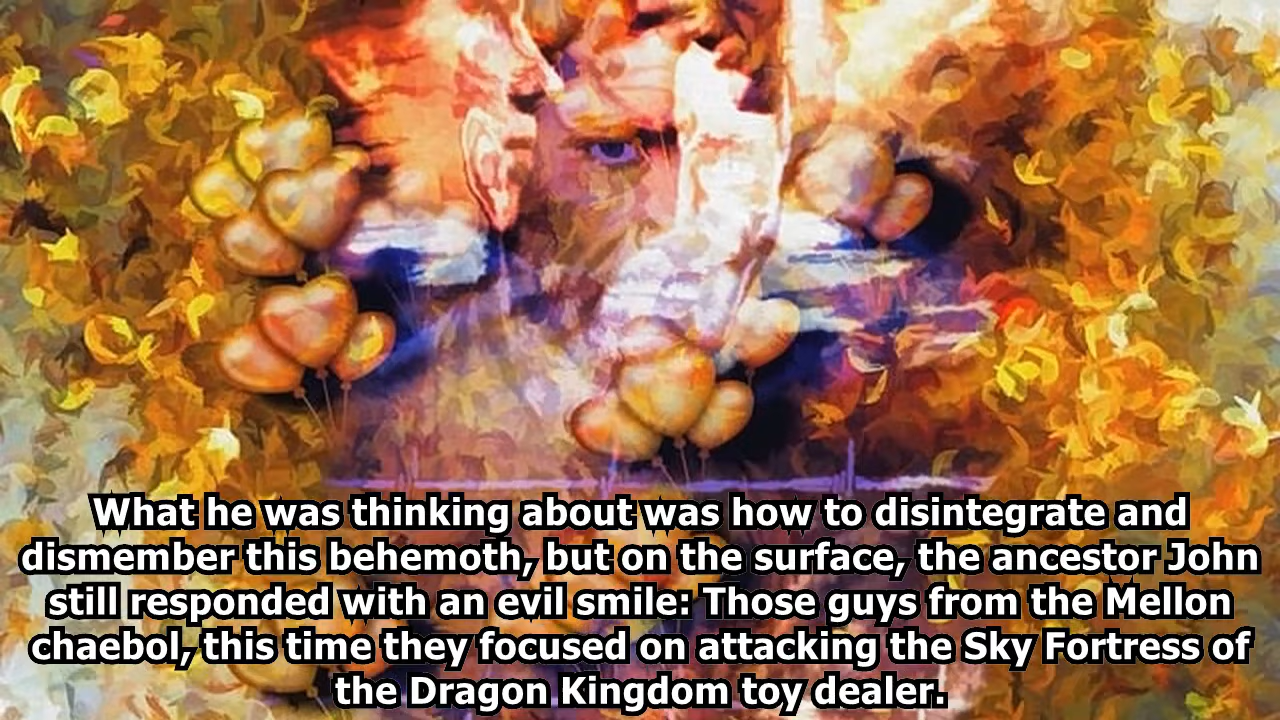 What he was thinking about was how to disintegrate and
dismember this behemoth, but on the surface, the ancestor John
still responded with an evil smile: Those guys from the Mellon
chaebol, this time they focused on attacking the Sky Fortress of
the Dragon Kingdom toy dealer.